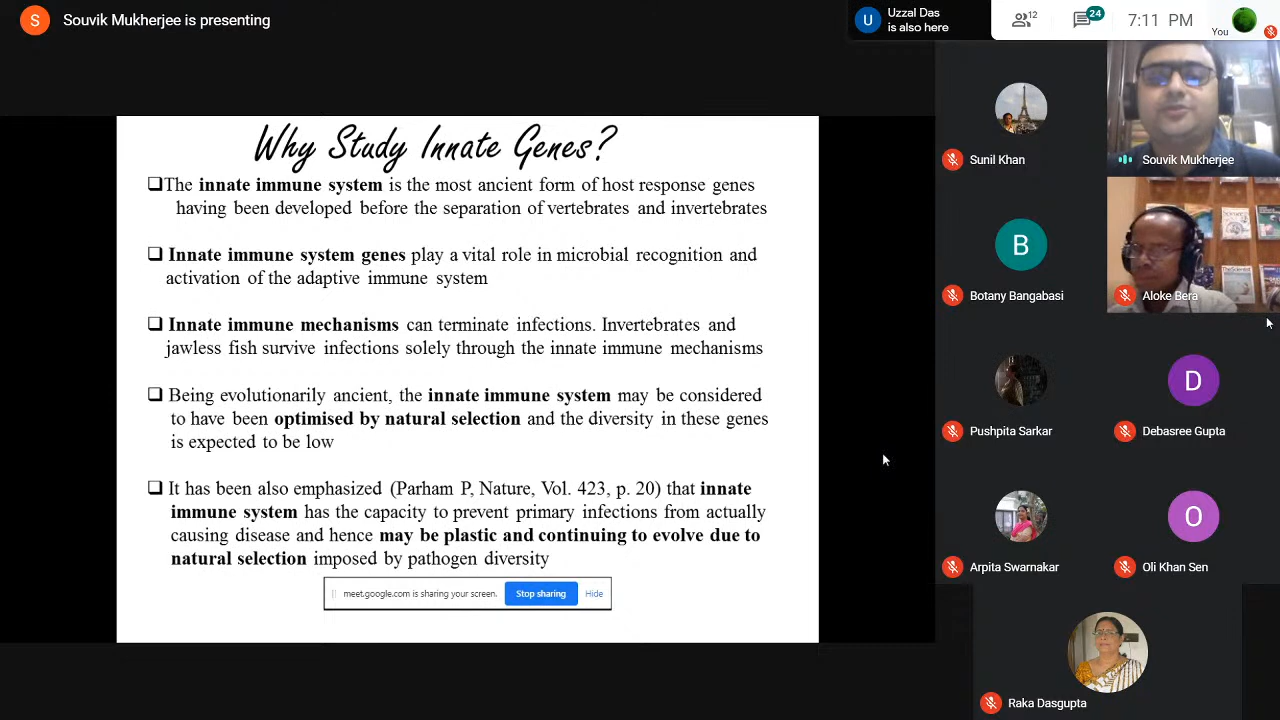 S
Souvik Mukherjee is presenting
U
Uzzal Das
is also here
12
24
7:11 PM
You
Why Study Innate Genes?
The innate immune system is the most ancient form of host response genes
having been developed before the separation of vertebrates and invertebrates
Innate immune system genes play a vital role in microbial recognition and
activation of the adaptive immune system
Innate immune mechanisms can terminate infections. Invertebrates and
jawless fish survive infections solely through the innate immune mechanisms
Being evolutionarily ancient, the innate immune system may be considered
to have been optimised by natural selection and the diversity in these genes
is expected to be low
It has been also emphasized (Parham P, Nature, Vol. 423, p. 20) that innate
immune system has the capacity to prevent primary infections from actually
causing disease and hence may be plastic and continuing to evolve due to
natural selection imposed by pathogen diversity
meet.google.com is sharing your screen.
Stop sharing
Hide
Sunil Khan
Souvik Mukherjee
B
Botany Bangabasi
Aloke Bera
Pushpita Sarkar
D
Debasree Gupta
Arpita Swarnakar
O
Oli Khan Sen
Raka Dasgupta